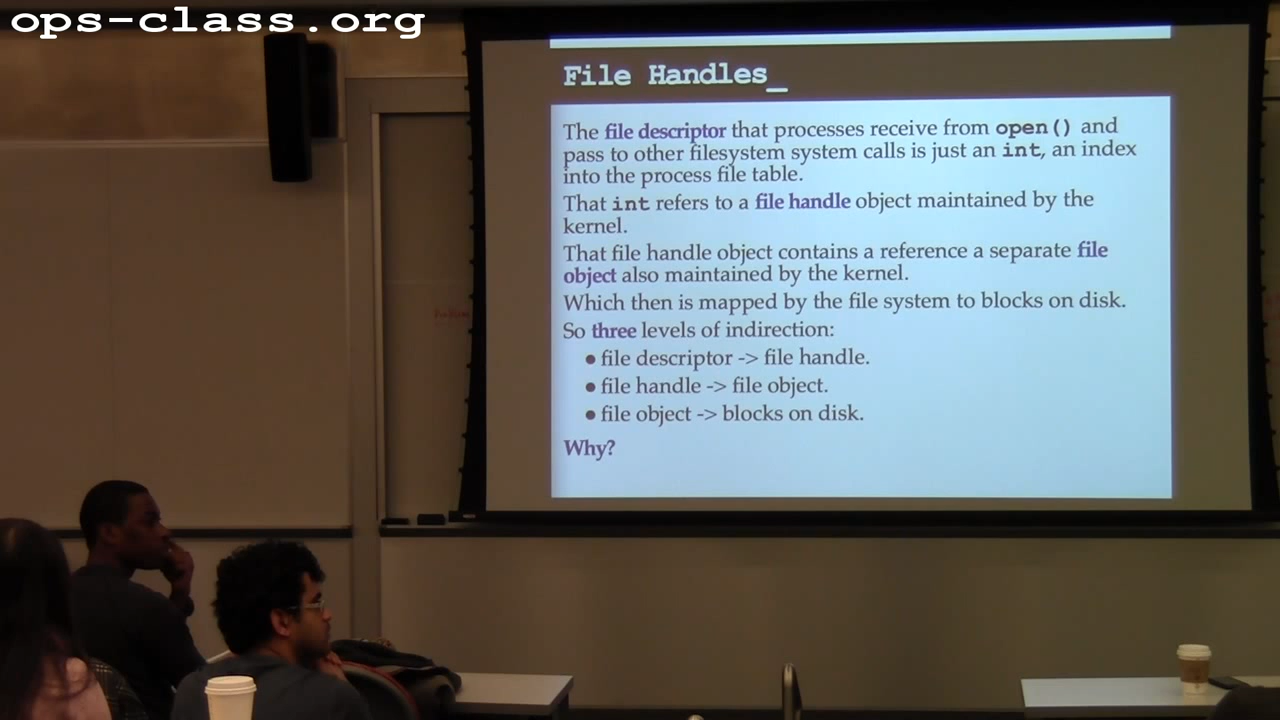 ops-class.org
File Handles_
The file descriptor that processes receive from open() and
pass to other filesystem system calls is just an int, an index
into the process file table.
That int refers to a file handle object maintained by the
kernel.
That file handle object contains a reference a separate file
object also maintained by the kernel.
Which then is mapped by the file system to blocks on disk.
So three levels of indirection:
• file descriptor -> file handle.
• file handle -> file object.
• file object -> blocks on disk.
Why?